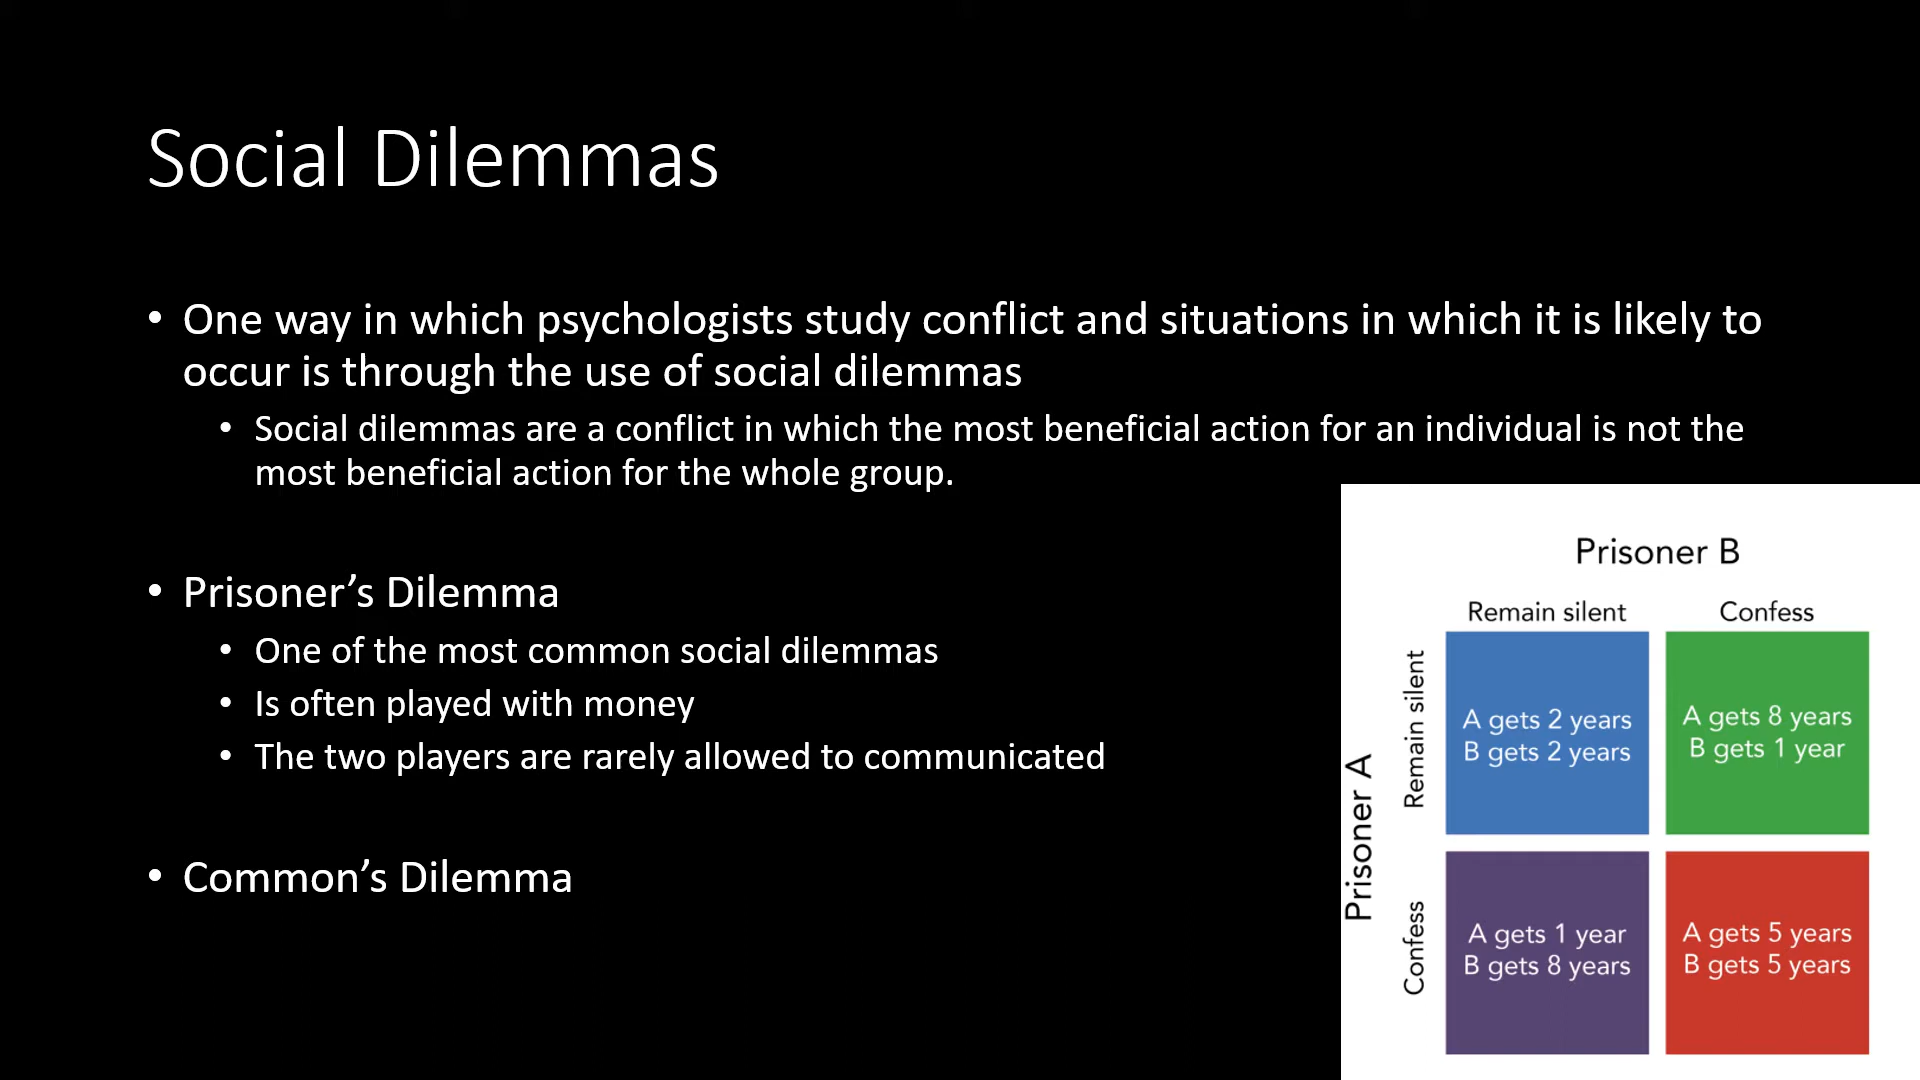 Social Dilemmas
• One way in which psychologists study conflict and situations in which it is likely to
occur is through the use of social dilemmas
• Social dilemmas are a conflict in which the most beneficial action for an individual is not the
most beneficial action for the whole group.
• Prisoner’s Dilemma
• One of the most common social dilemmas
• Is often played with money
• The two players are rarely allowed to communicated
• Common’s Dilemma
Prisoner B
Remain silent
Confess
Prisoner A
Remain silent
A gets 2 years
B gets 2 years
A gets 8 years
B gets 1 year
Confess
A gets 1 year
B gets 8 years
A gets 5 years
B gets 5 years